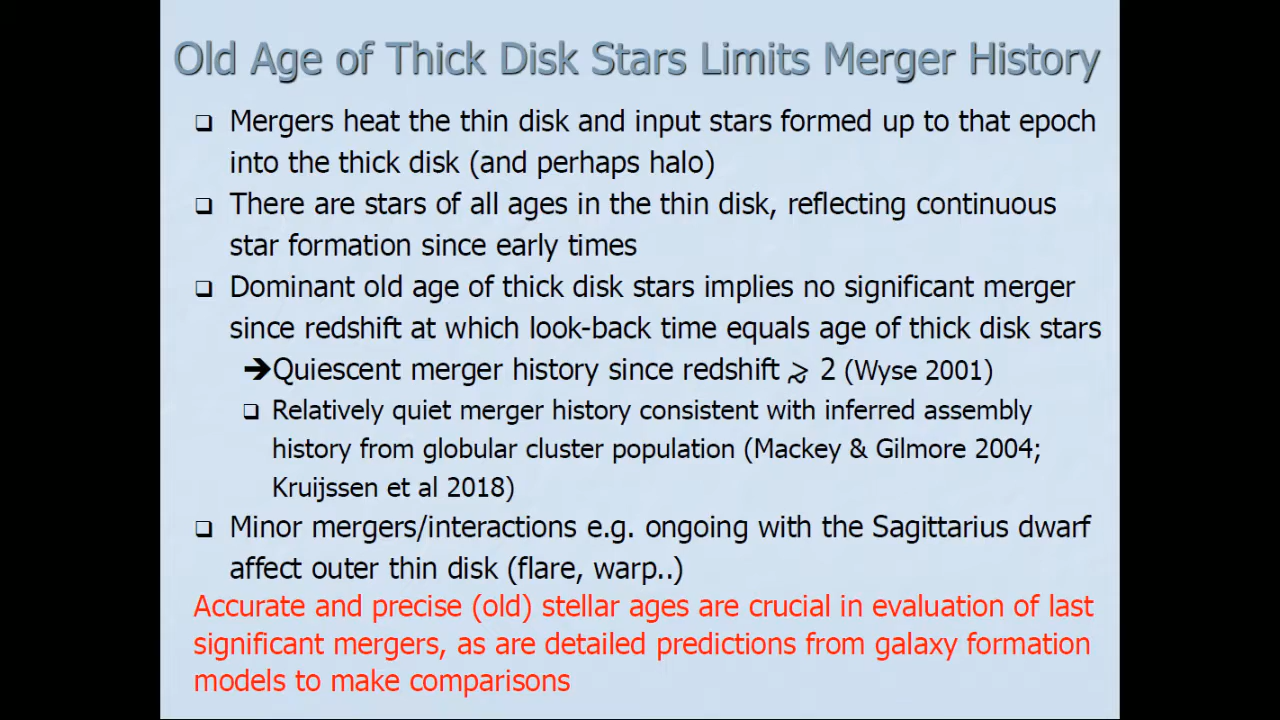 Old Age of Thick Disk Stars Limits Merger History
❑ Mergers heat the thin disk and input stars formed up to that epoch
into the thick disk (and perhaps halo)
❑ There are stars of all ages in the thin disk, reflecting continuous
star formation since early times
❑ Dominant old age of thick disk stars implies no significant merger
since redshift at which look-back time equals age of thick disk stars
➔Quiescent merger history since redshift ≳ 2 (Wyse 2001)
❑ Relatively quiet merger history consistent with inferred assembly
history from globular cluster population (Mackey & Gilmore 2004;
Kruijssen et al 2018)
❑ Minor mergers/interactions e.g. ongoing with the Sagittarius dwarf
affect outer thin disk (flare, warp..)
Accurate and precise (old) stellar ages are crucial in evaluation of last
significant mergers, as are detailed predictions from galaxy formation
models to make comparisons